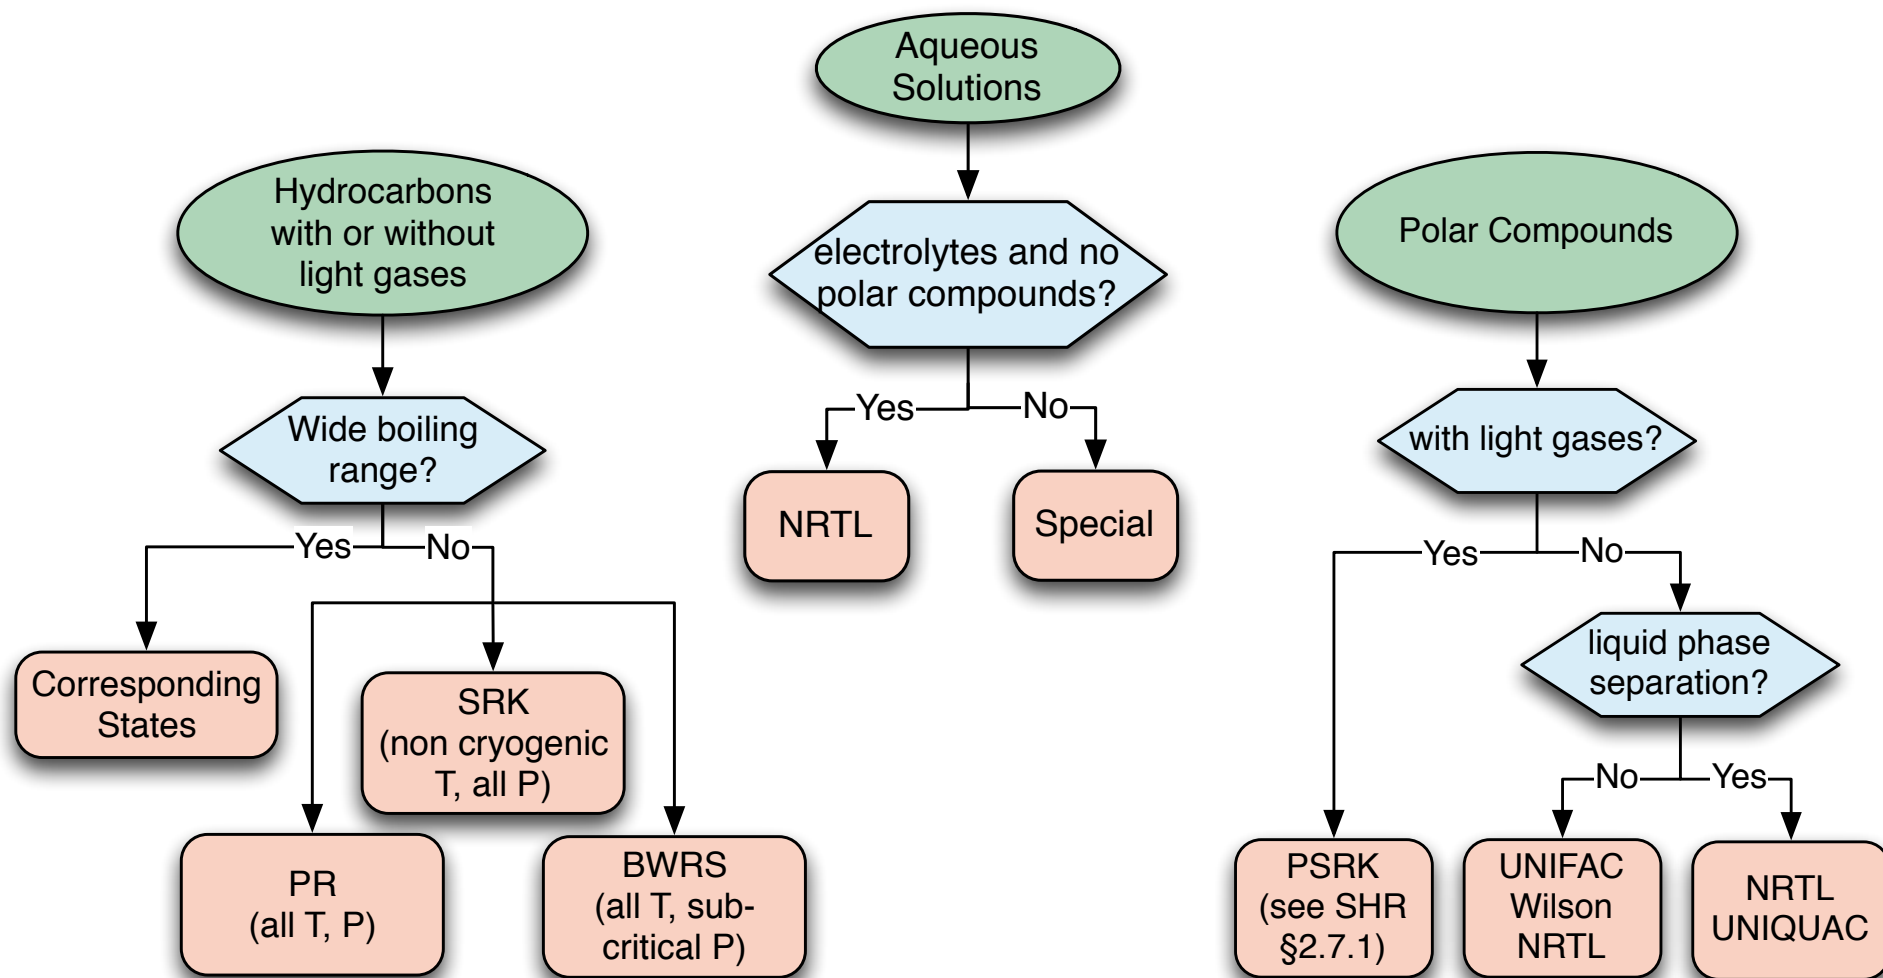 Aqueous
Solutions
Hydrocarbons
with or without
light gases
Polar Compounds
electrolytes and no
polar compounds?
Wide boiling
range?
with light gases?
Yes
No
NRTL
Special
Yes
No
Yes
No
liquid phase
separation?
Corresponding
States
SRK
(non cryogenic
T, all P)
No
Yes
PR
(all T, P)
BWRS
(all T, sub-
critical P)
PSRK
(see SHR
§2.7.1)
UNIFAC
Wilson
NRTL
NRTL
UNIQUAC